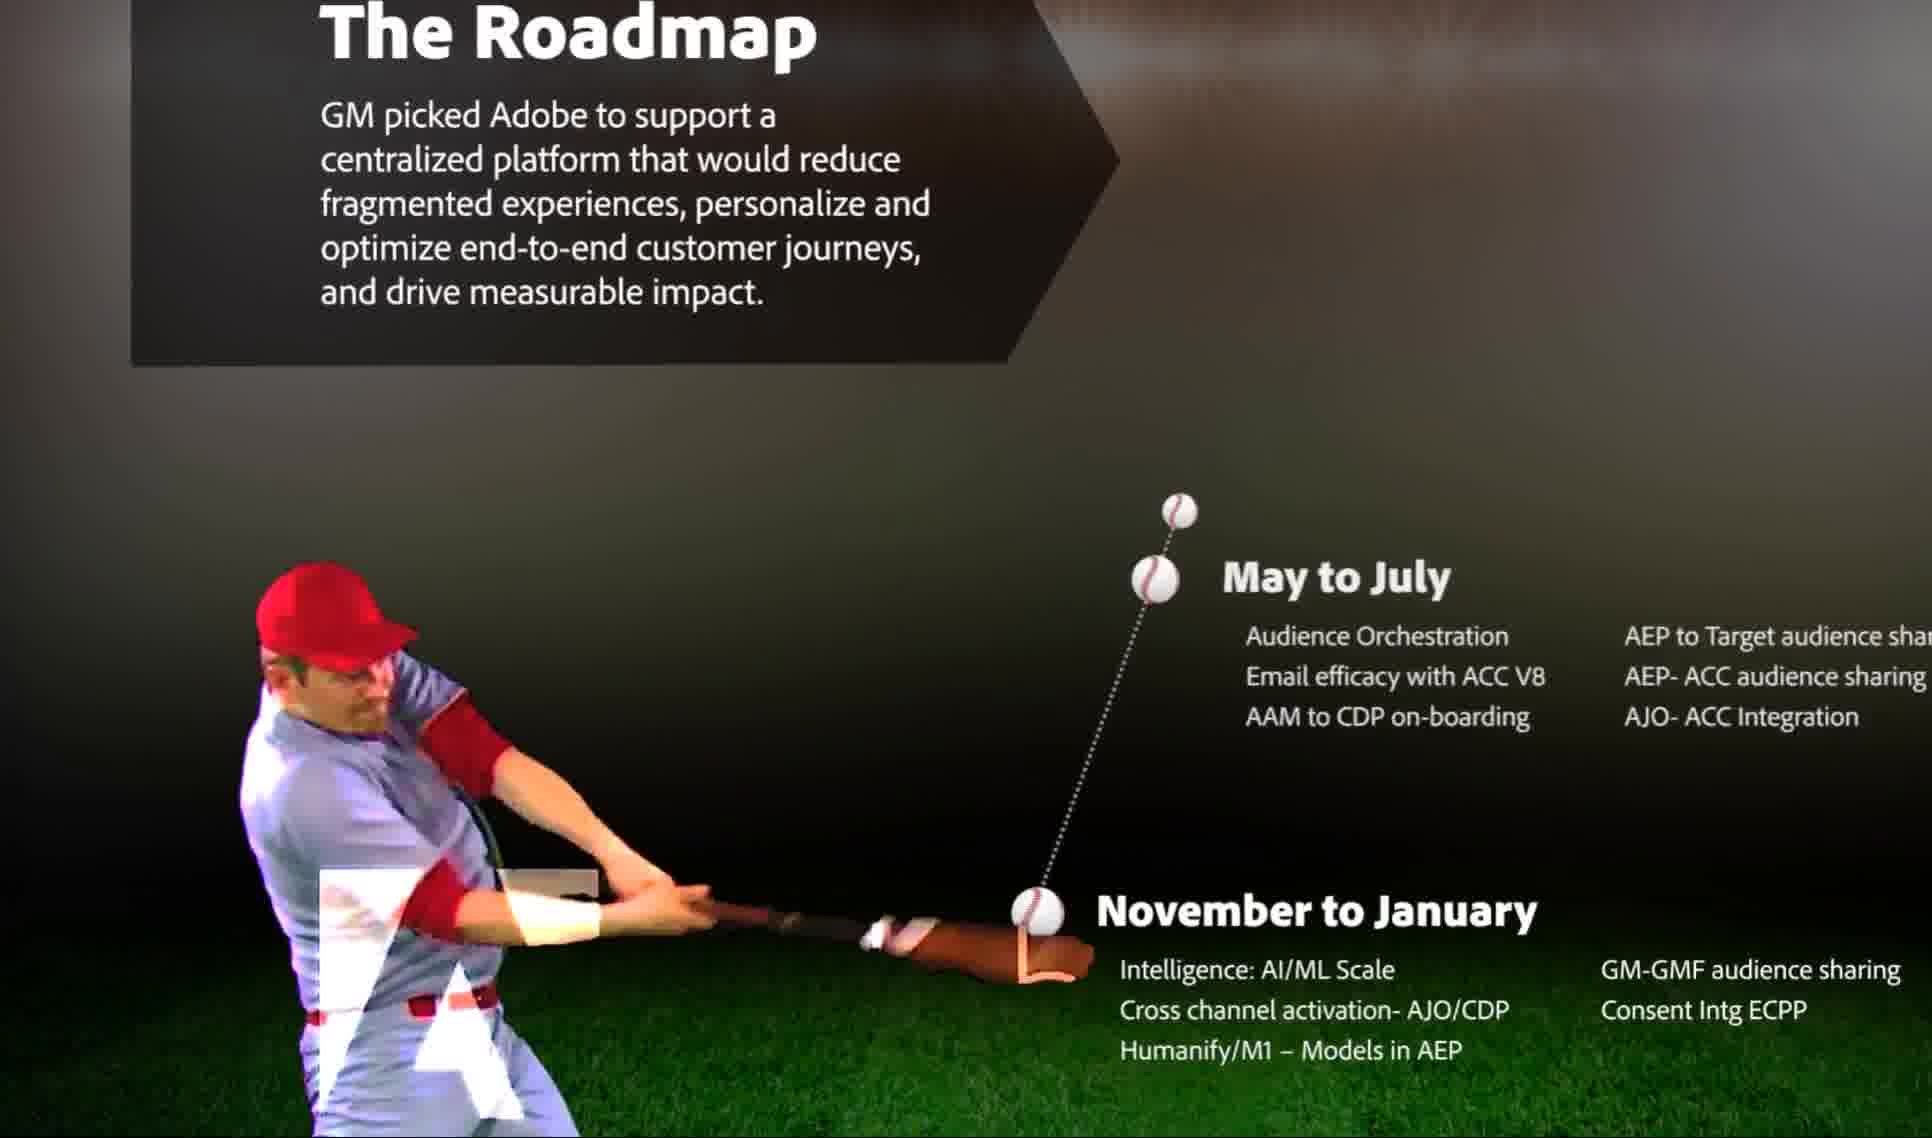 The Roadmap
GM picked Adobe to support a
centralized platform that would reduce
fragmented experiences, personalize and
optimize end-to-end customer journeys,
and drive measurable impact.
May to July
Audience Orchestration
Email efficacy with ACC V8
AAM to CDP on-boarding
AEP to Target audience
AEP- ACC audience sharing
AJO- ACC Integration
November to January
Intelligence: AI/ML Scale
Cross channel activation- AJO/CDP
Humanify/M1 – Models in AEP
GM-GMF audience sharing
Consent Intg ECPP